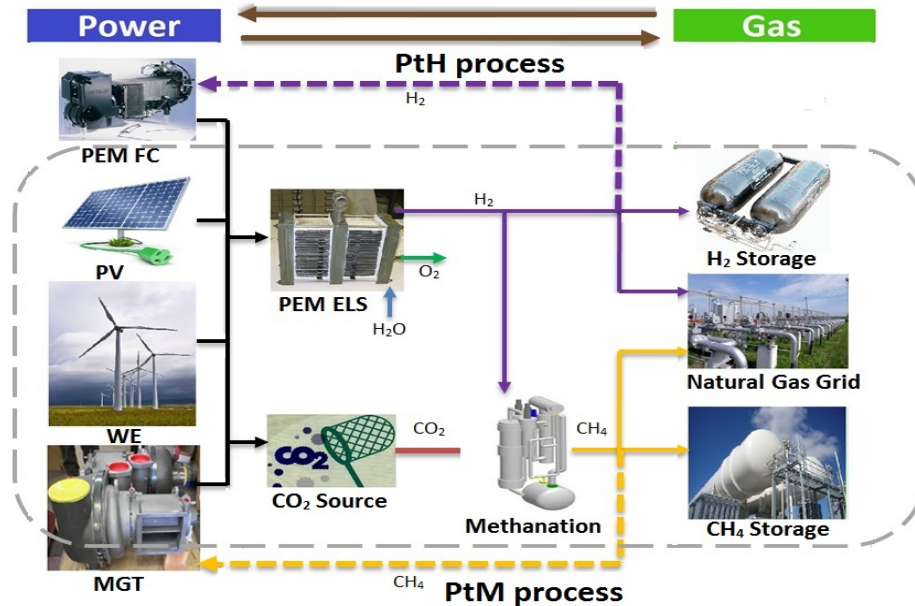 Power
Gas
PtH process
H₂
PEM FC
PV
H₂
O₂
PEM ELS
H₂O
H₂ Storage
Natural Gas Grid
WE
CO₂
CO₂
CH₄
CO₂ Source
Methanation
CH₄ Storage
MGT
CH₄
PtM process